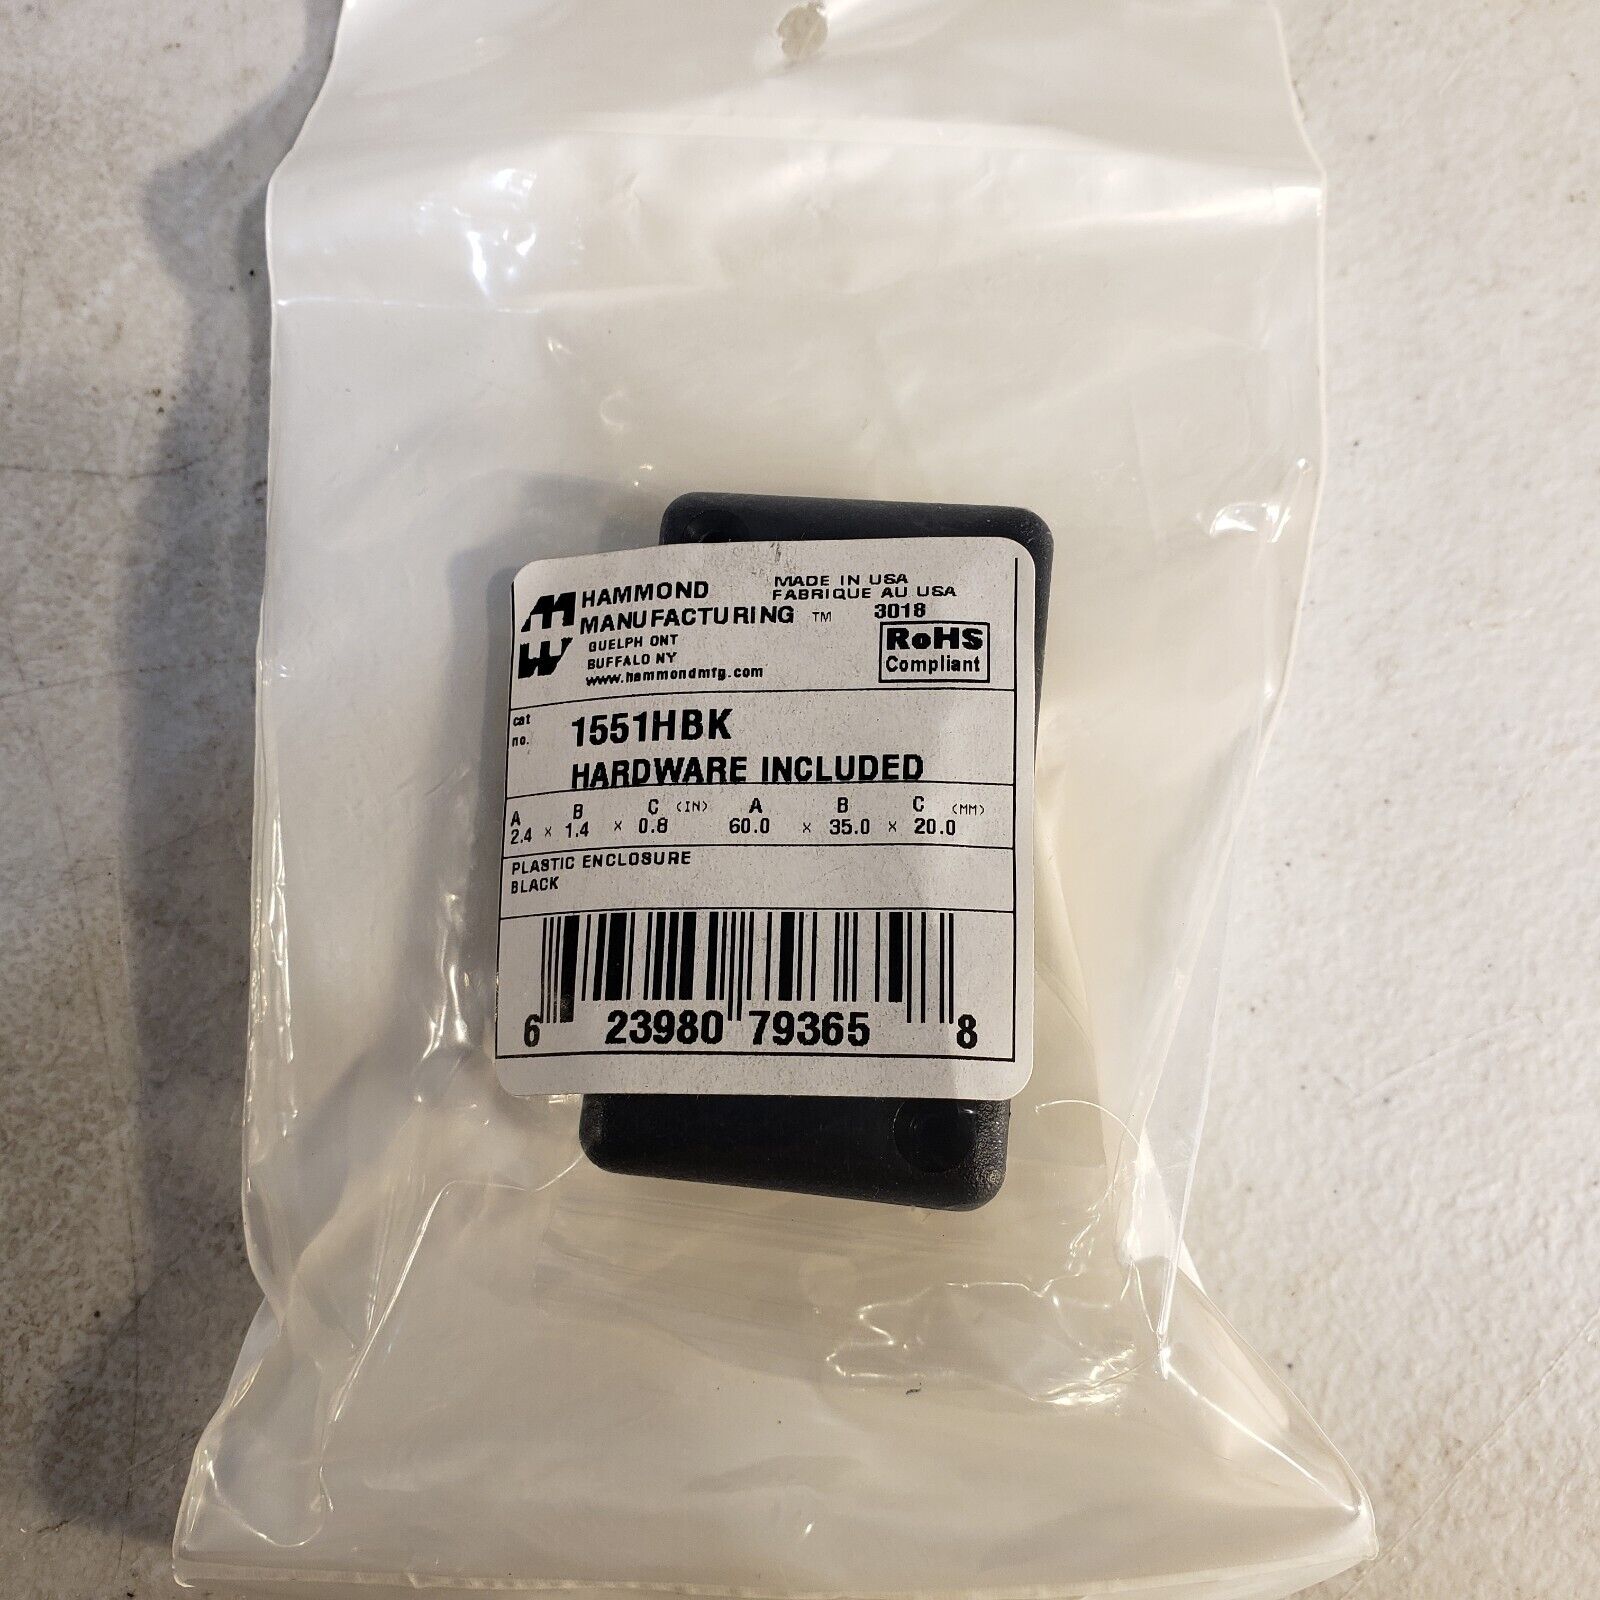 HAMMOND
MANUFACTURING ™
GUELPH ONT
BUFFALO NY
www.hammondmfg.com
MADE IN USA
FABRIQUE AU USA
3018
RoHS
Compliant
cat no. 1551HBK
HARDWARE INCLUDED
A B C (IN) A B C (MM)
2.4 × 1.4 × 0.8 60.0 × 35.0 × 20.0
PLASTIC ENCLOSURE
BLACK
6 23980 79365 8